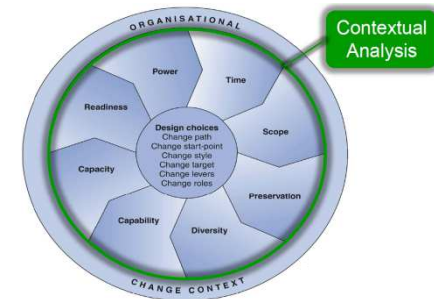 ORGANISATIONAL
Contextual
Analysis
Power
Time
Readiness
Scope
Design choices
Change path
Change start-point
Change style
Change target
Change levers
Change roles
Capacity
Preservation
Capability
Diversity
CHANGE CONTEXT